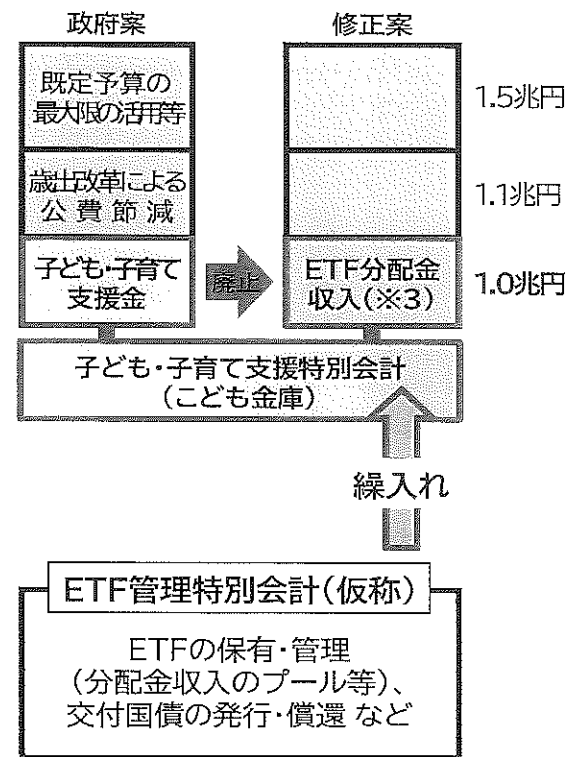 政府案
修正案
既定予算の
最大限の活用等
1.5兆円
歳出改革による
公費節減
1.1兆円
子ども・子育て
支援金
廃止
ETF分配金
収入(※3)
1.0兆円
子ども・子育て支援特別会計
(こども金庫)
繰入れ
ETF管理特別会計(仮称)
ETFの保有・管理
(分配金収入のプール等)、
交付国債の発行・償還 など